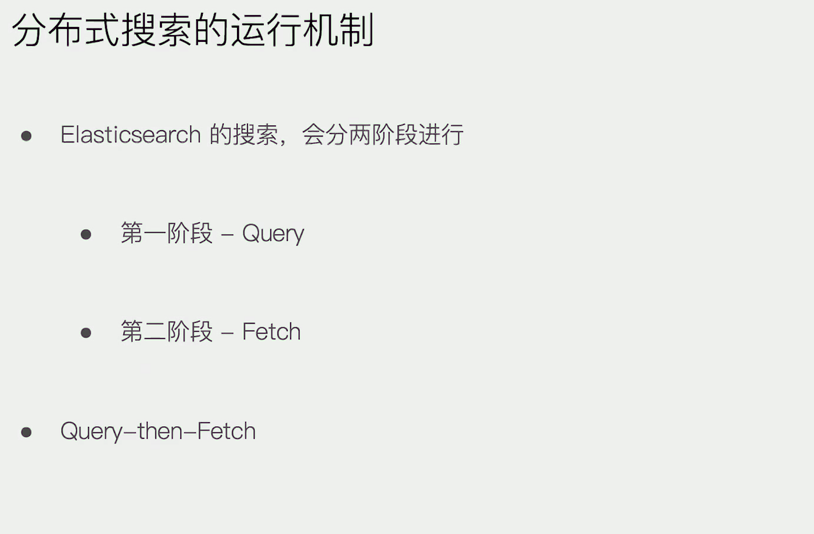 分布式搜索的运行机制
● Elasticsearch 的搜索，会分两阶段进行
● 第一阶段 – Query
● 第二阶段 – Fetch
● Query–then–Fetch